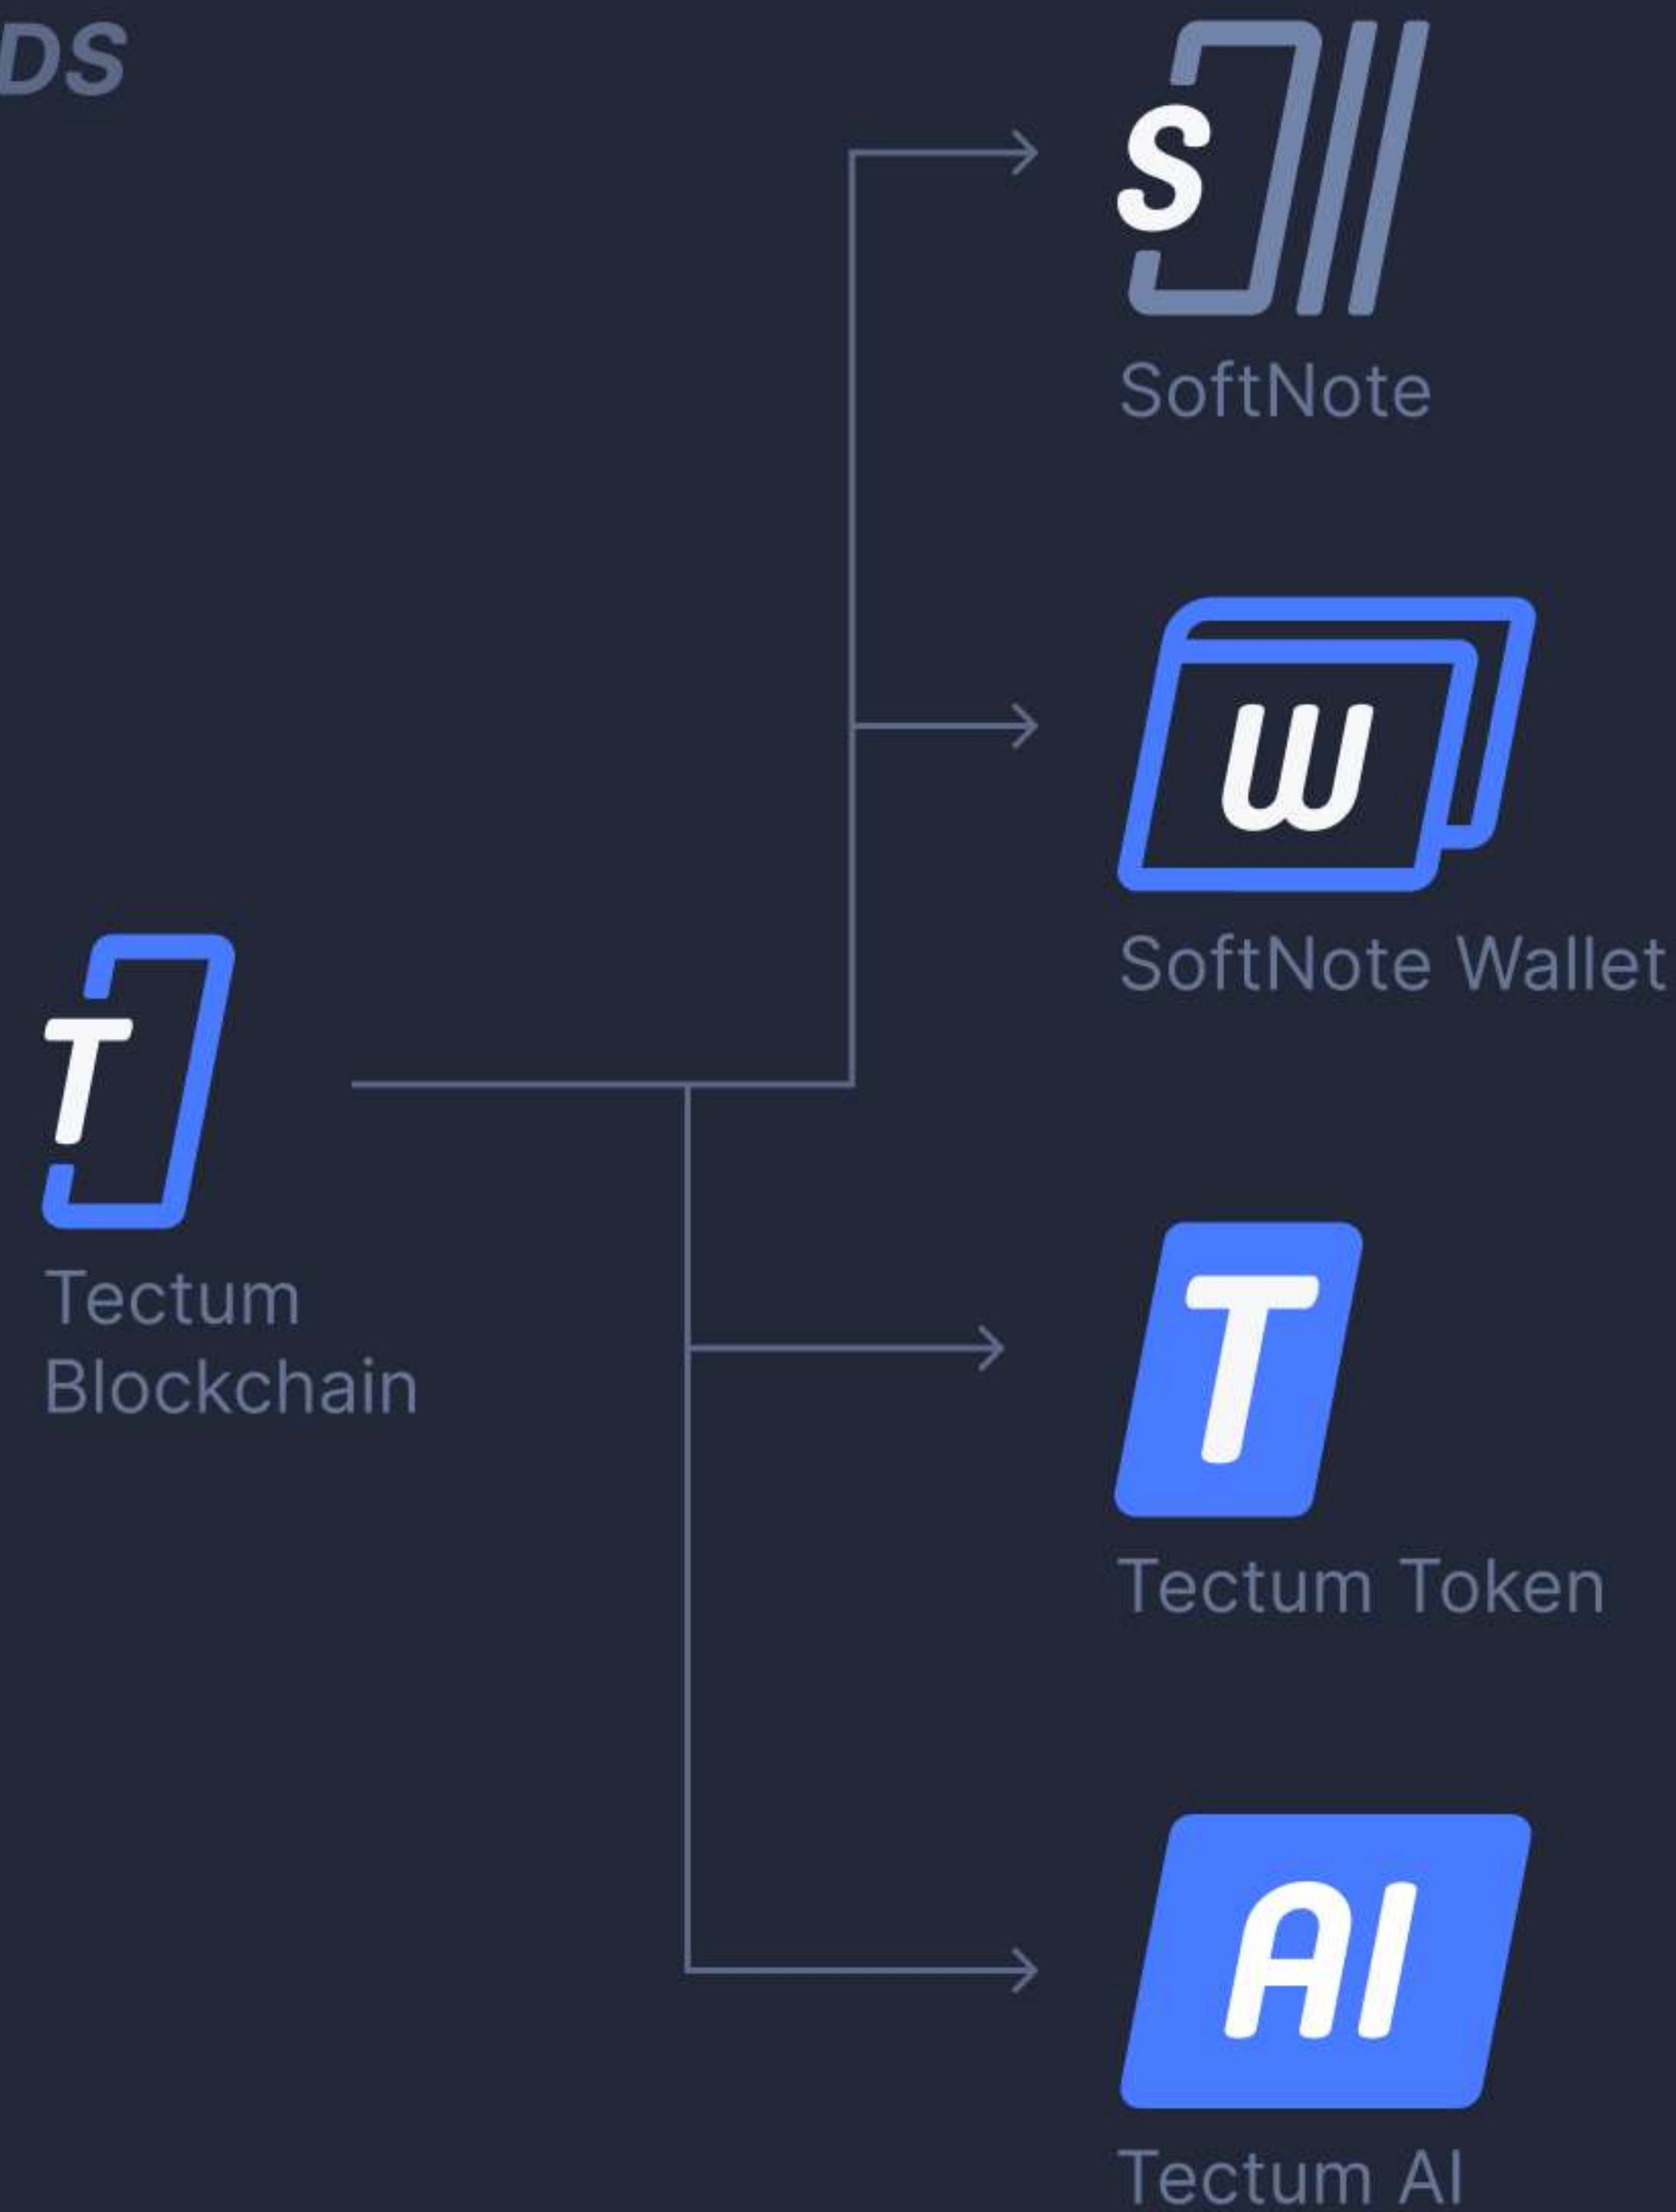 DS
S
SoftNote
W
SoftNote Wallet
T
Tectum
Blockchain
T
Tectum Token
AI
Tectum AI